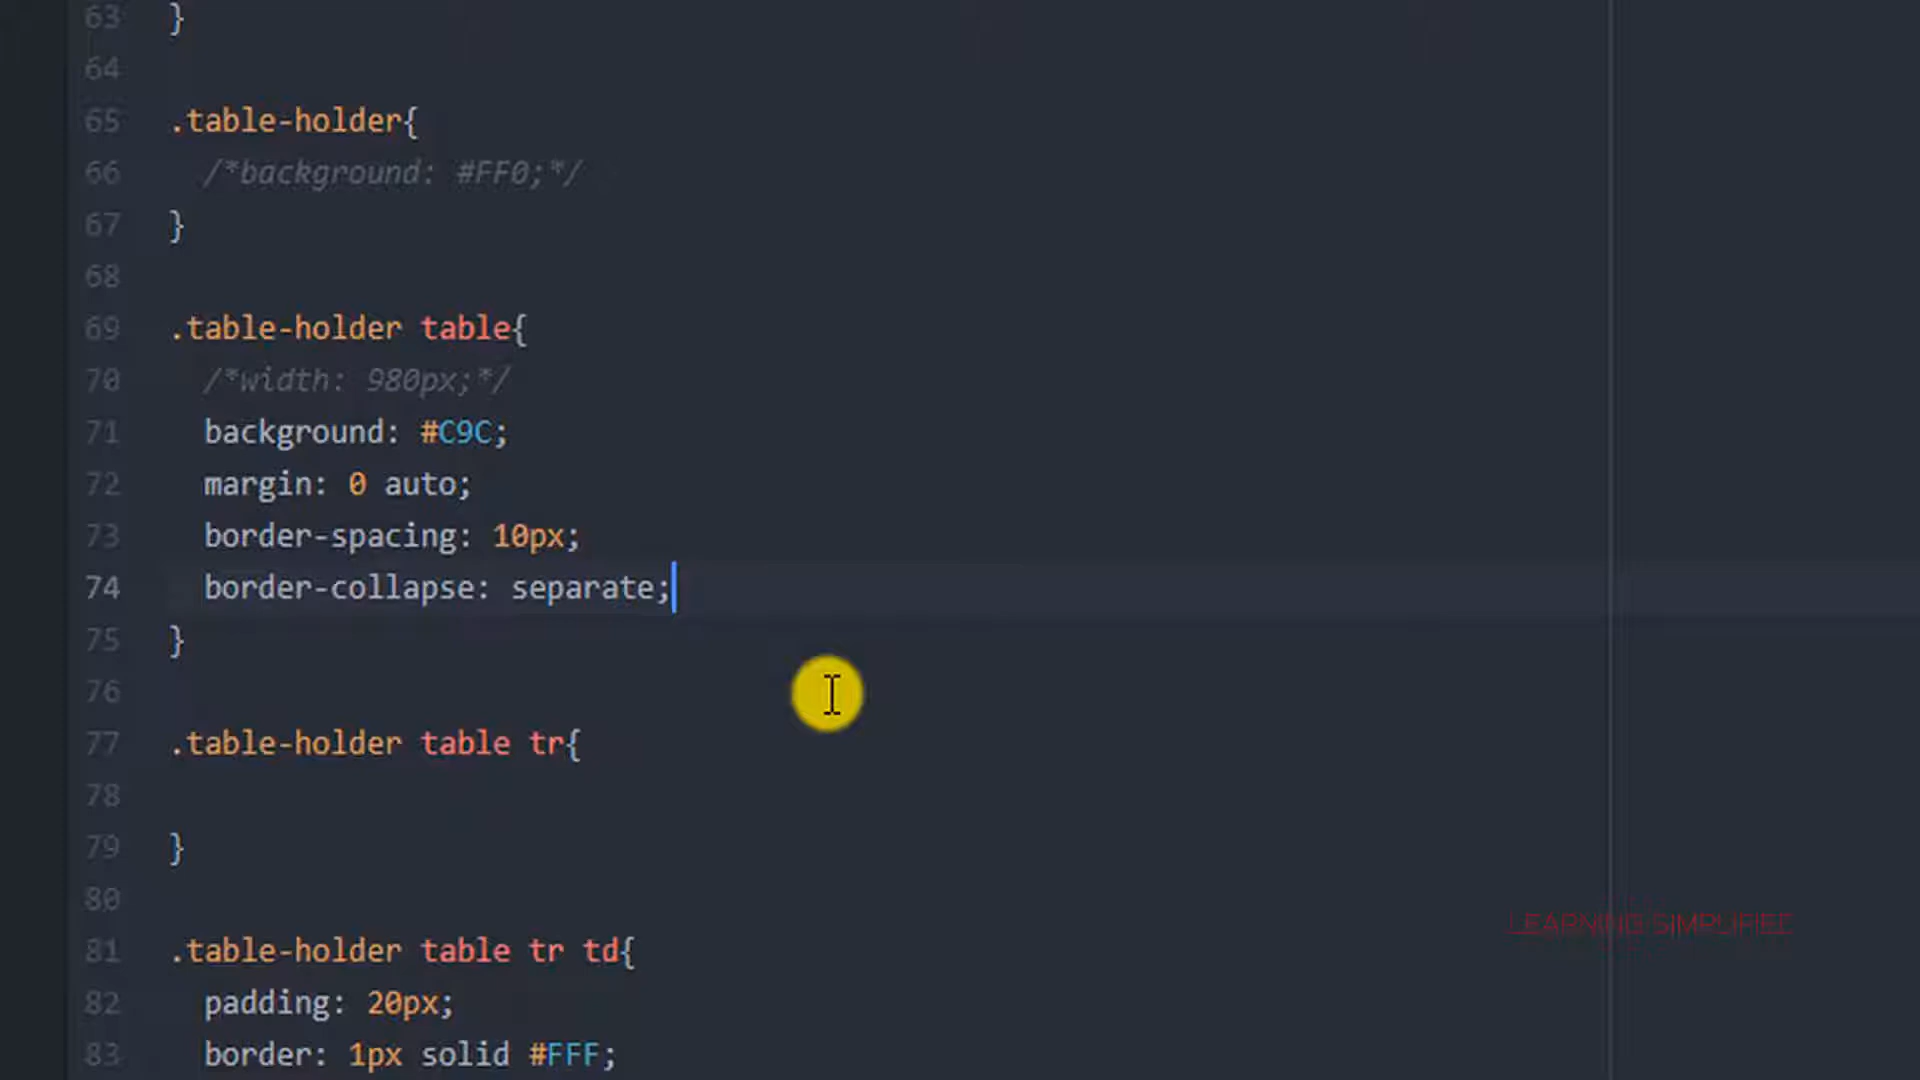 63 }
64
65 .table-holder{
66 /*background: #FF0;*/
67 }
68
69 .table-holder table{
70 /*width: 980px;*/
71 background: #C9C;
72 margin: 0 auto;
73 border-spacing: 10px;
74 border-collapse: separate;
75 }
76
77 .table-holder table tr{
78
79 }
80
81 .table-holder table tr td{
82 padding: 20px;
83 border: 1px solid #FFF;
LEARNING SIMPLIFIED